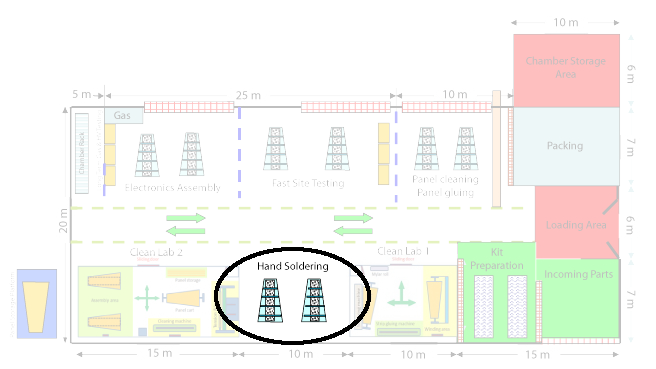 10 m
Chamber Storage
Area
6 m
5 m
25 m
10 m
Gas
Chamber Rack
Electronics Assembly
Fast Site Testing
Panel cleaning
Panel gluing
Packing
7 m
20 m
Loading Area
6 m
Clean Lab 2
Hand Soldering
Clean Lab 1
Kit
Preparation
Incoming Parts
7 m
15 m
10 m
10 m
15 m